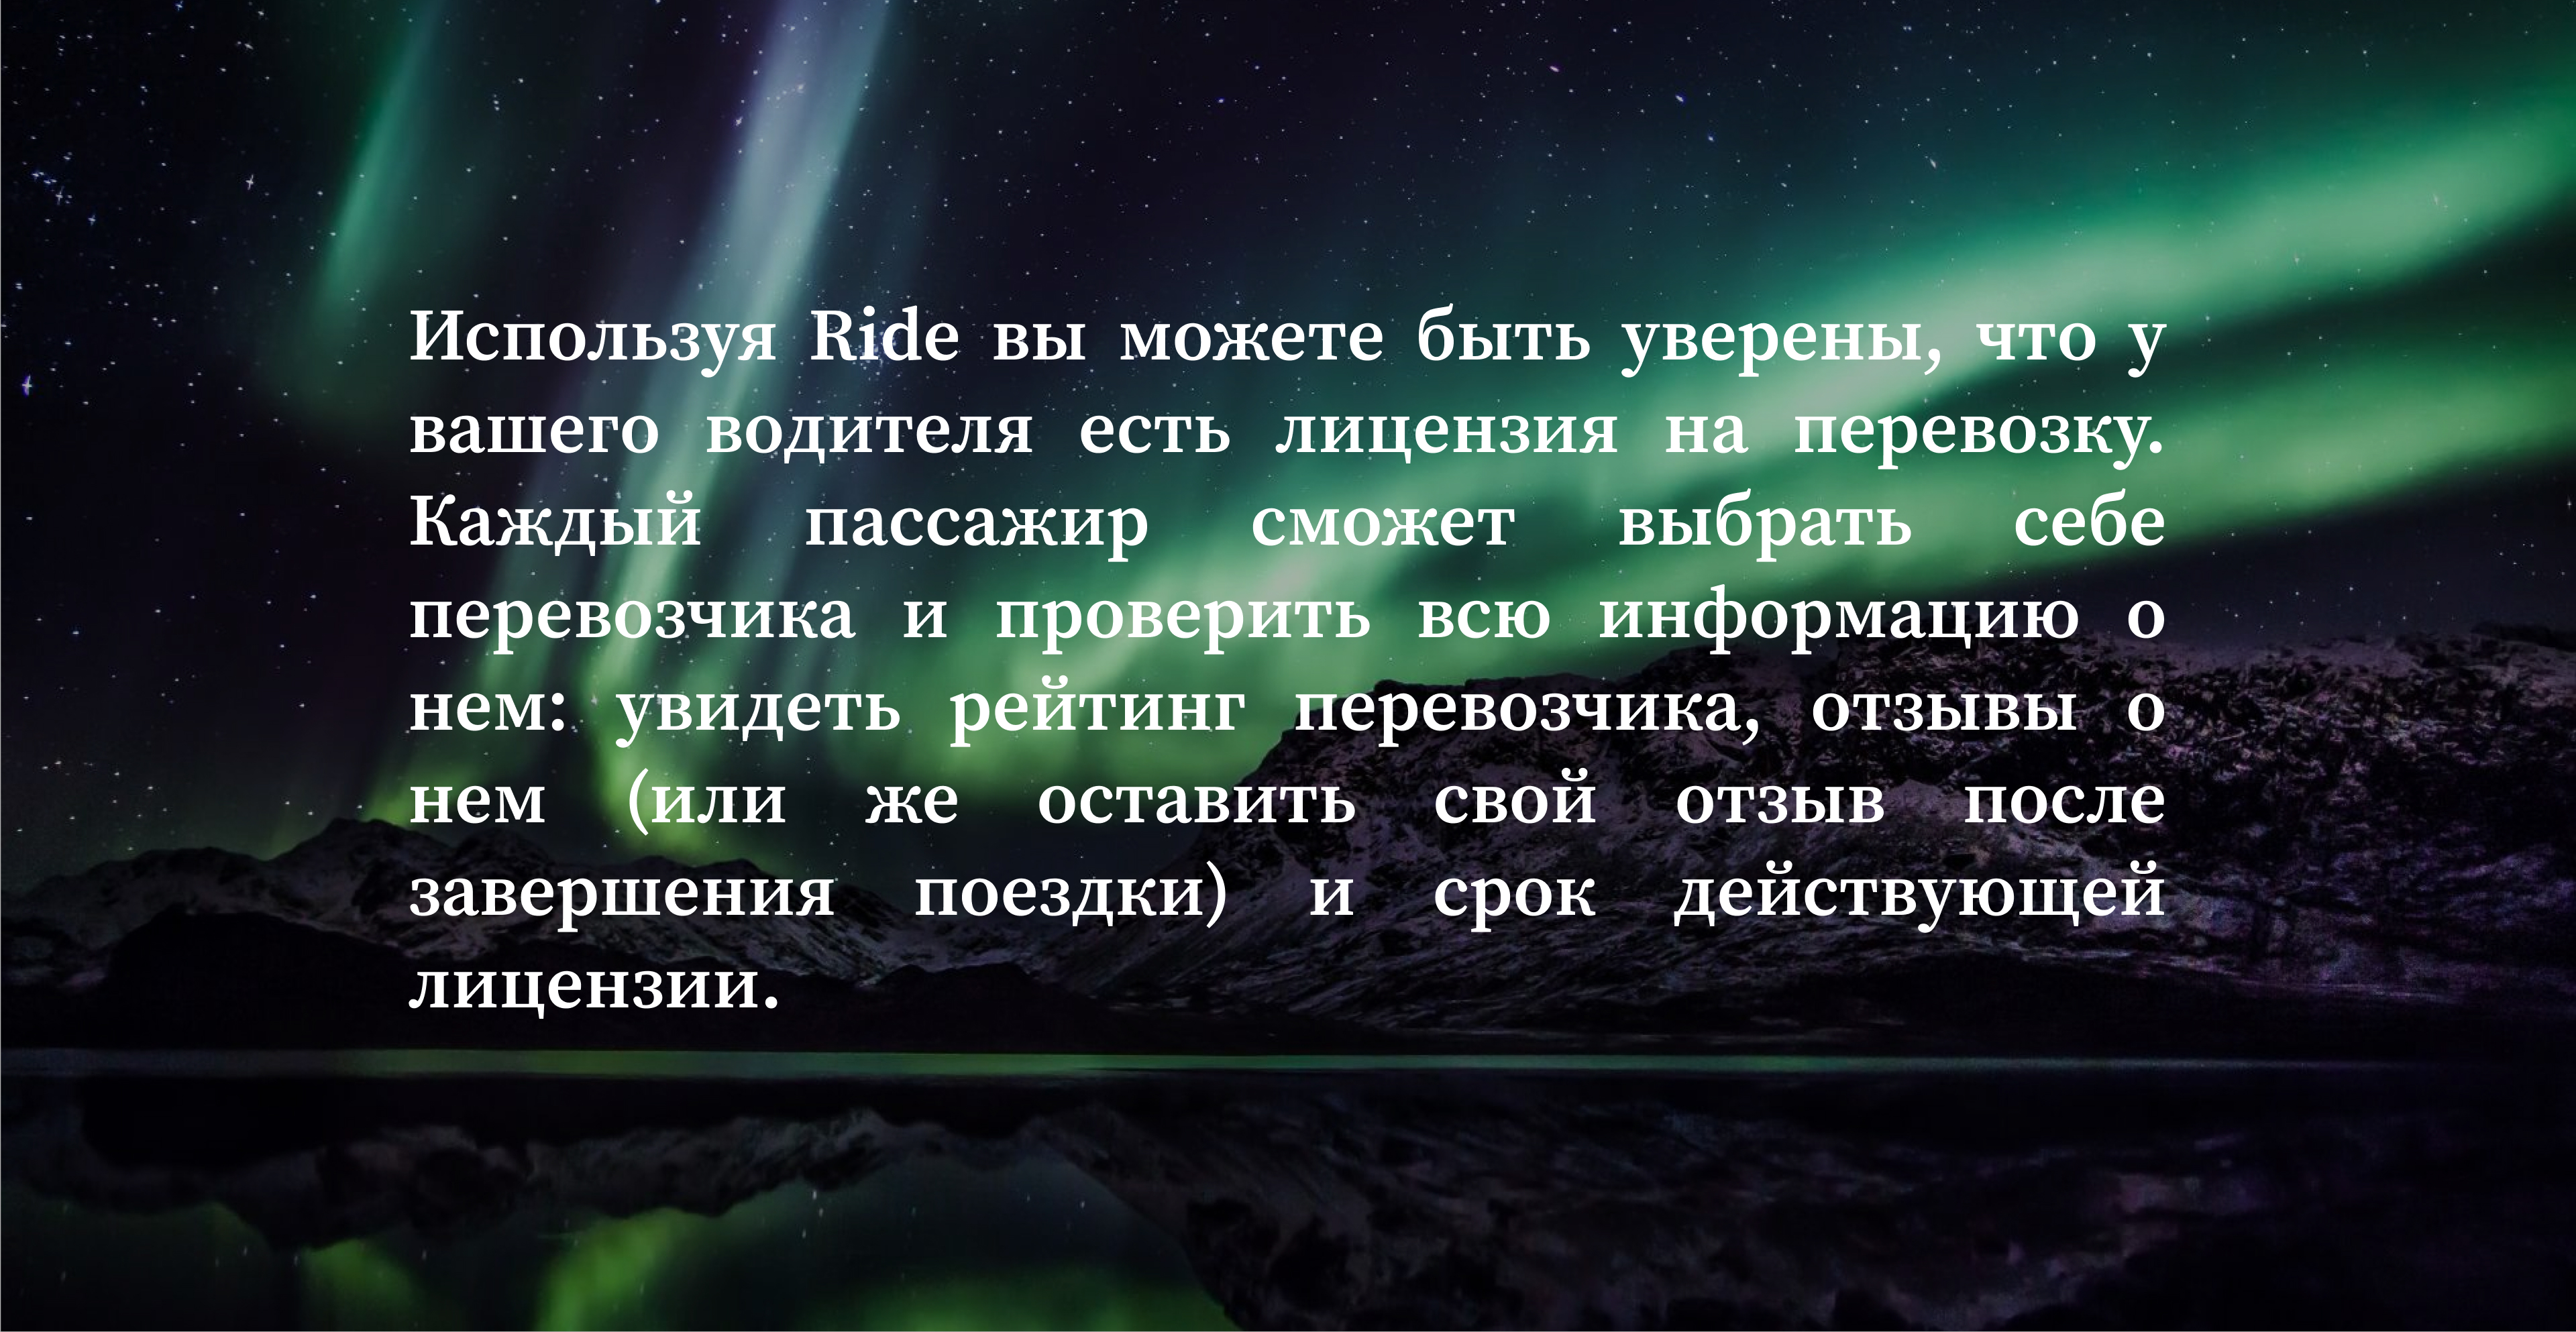 Используя Ride вы можете быть уверены, что у
вашего водителя есть лицензия на перевозку.
Каждый пассажир сможет выбрать себе
перевозчика и проверить всю информацию о
нем: увидеть рейтинг перевозчика, отзывы о
нем (или же оставить свой отзыв после
завершения поездки) и срок действующей
лицензии.